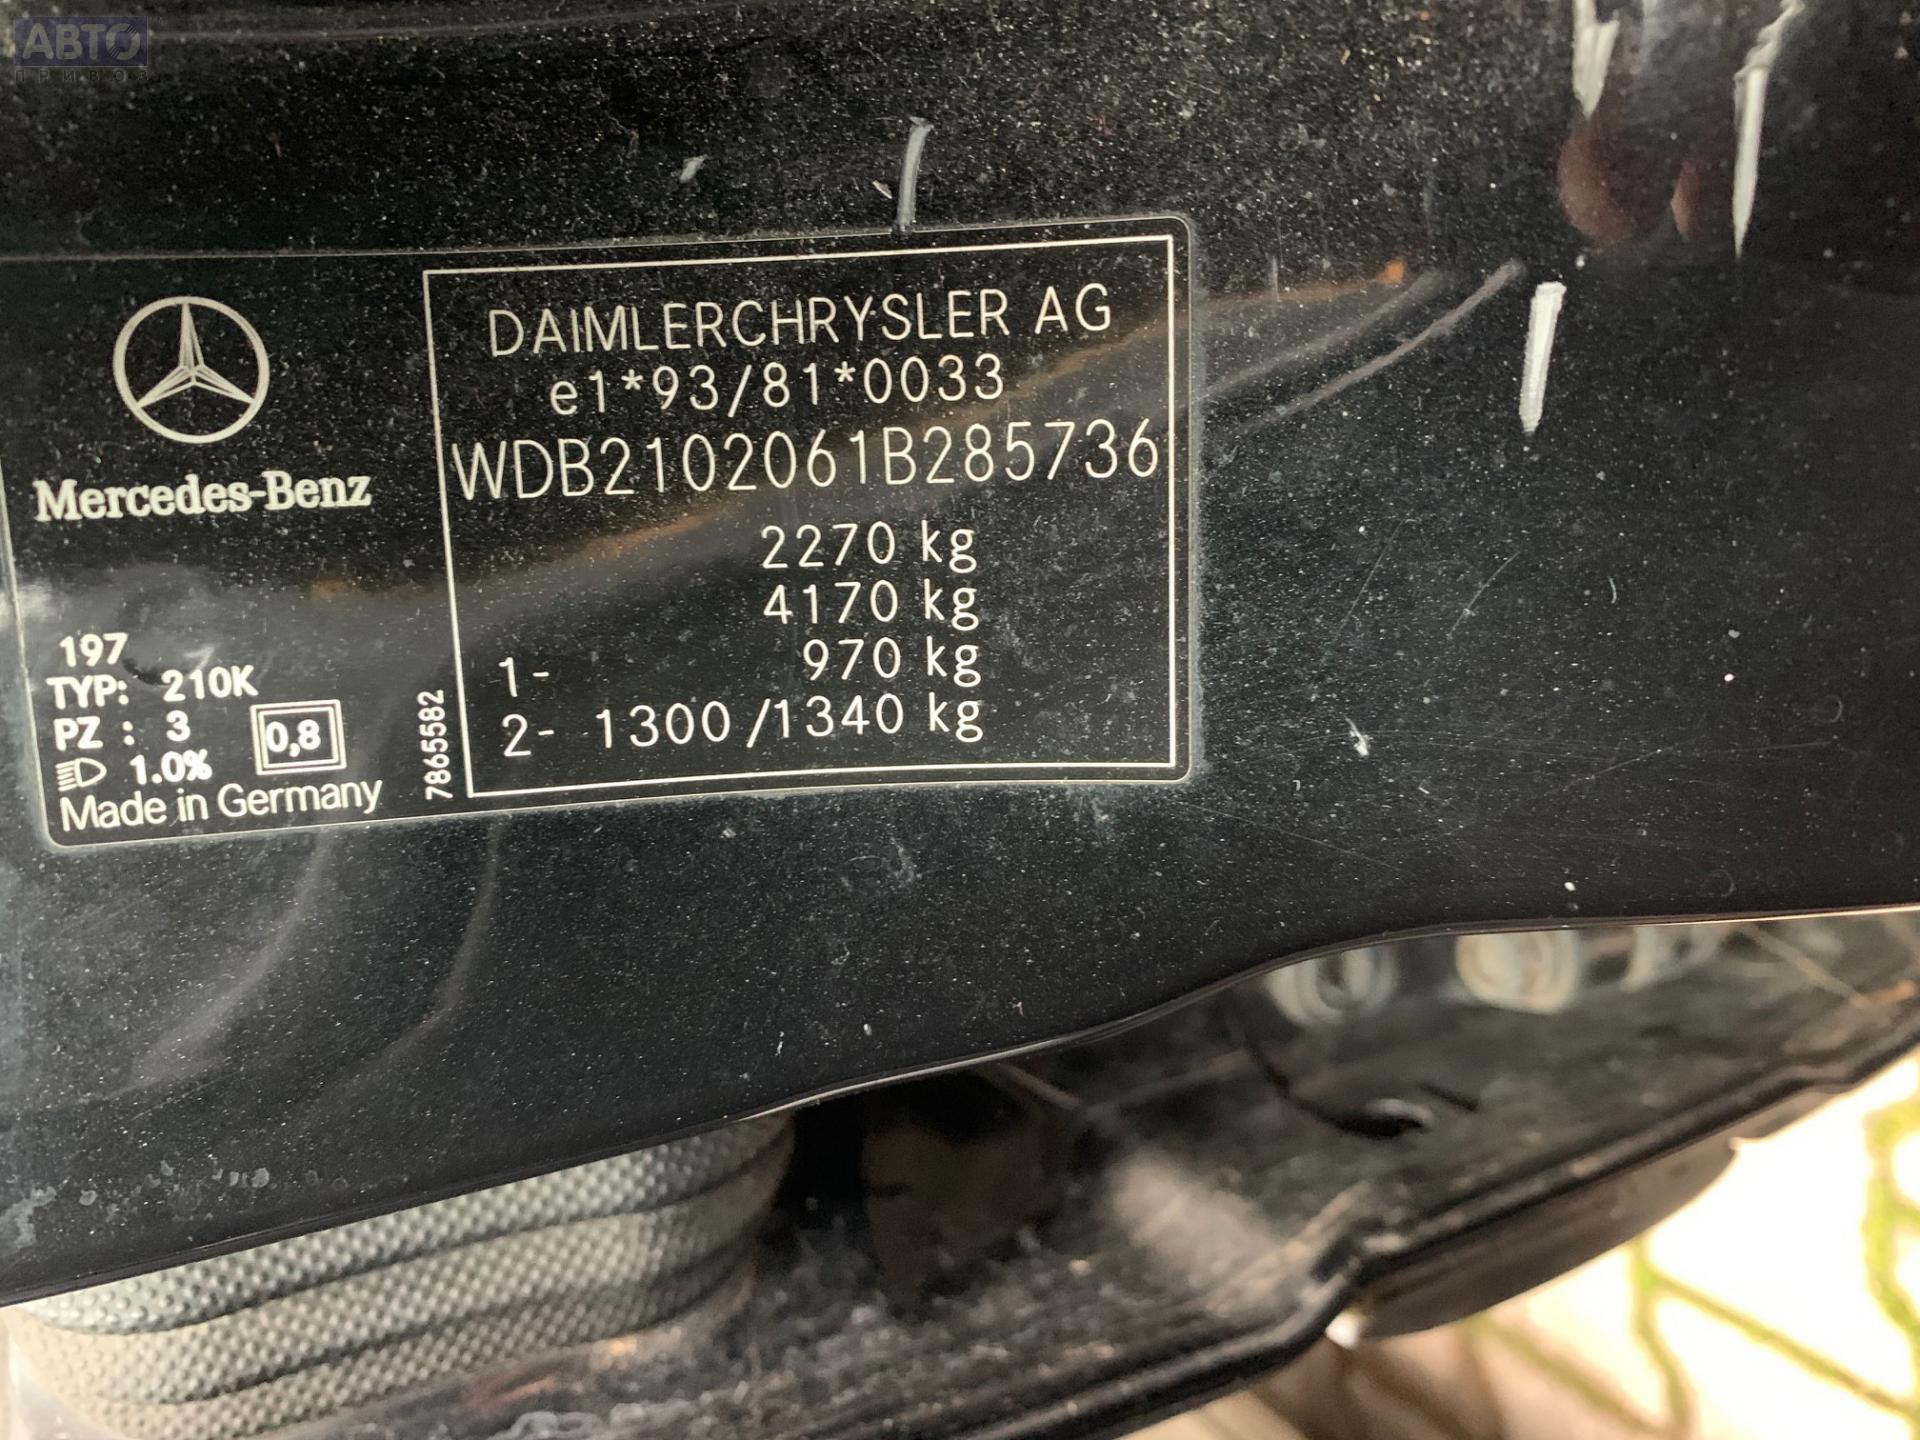 АВТО
ПРИВОЗ
Mercedes-Benz
197
TYP: 210K
PZ : 3
1.0%
0,8
Made in Germany
7865582
DAIMLERCHRYSLER AG
e1*93/81*0033
WDB2102061B285736
2270 kg
4170 kg
1- 970 kg
2- 1300/1340 kg